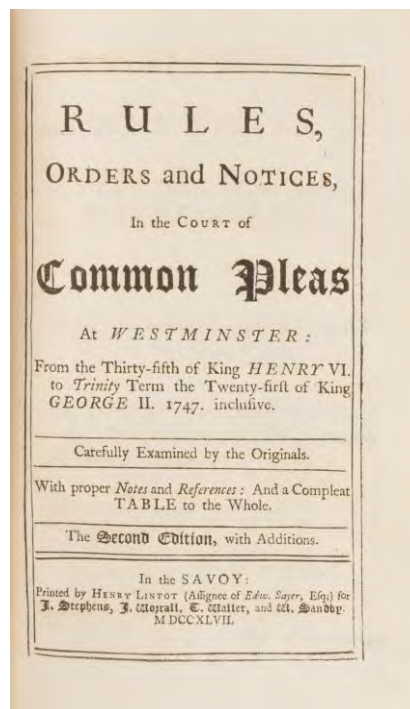 RULES,
ORDERS and NOTICES,
In the COURT of
Common Pleas
At WESTMINSTER:
From the Thirty-fifth of King HENRY VI.
to Trinity Term the Twenty-first of King
GEORGE II. 1747. inclusive.
Carefully Examined by the Originals.
With proper Notes and References: And a Compleat
TABLE to the Whole.
The Second Edition, with Additions.
In the SAVOY:
Printed by HENRY LINTOT (Assignee of Edw. Sayer, Esq;) for
J. Stephens, J. Worrall, T. Waller, and W. Sandby.
MDCCXLVII.